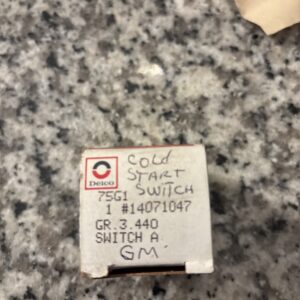 COLD
START
SWITCH
Delco
75G1
1 #14071047
GR.3.440
SWITCH A
GM